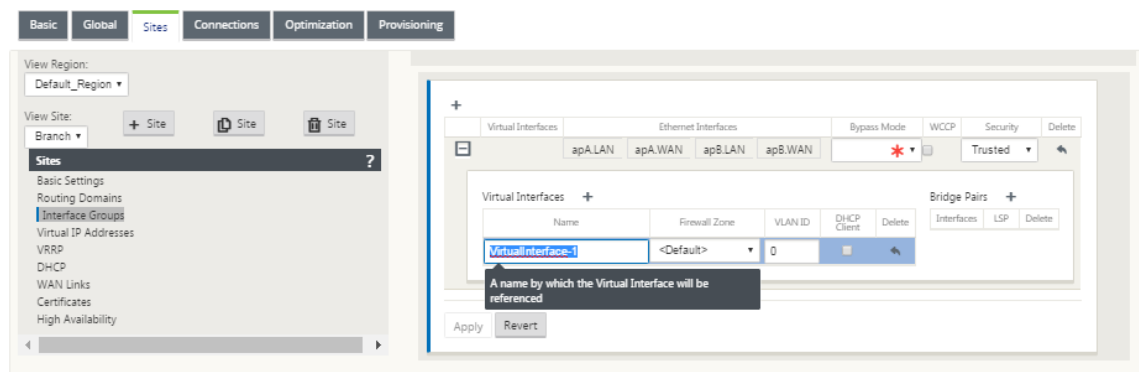 Basic Global Sites Connections Optimization Provisioning
View Region:
Default_Region
View Site:
+ Site Site Site
Branch
Sites ?
Basic Settings
Routing Domains
Interface Groups
Virtual IP Addresses
VRRP
DHCP
WAN Links
Certificates
High Availability
+
Virtual Interfaces Ethernet Interfaces Bypass Mode WCCP Security Delete
apA.LAN apA.WAN apB.LAN apB.WAN Trusted
Virtual Interfaces + Bridge Pairs +
Name Firewall Zone VLAN ID DHCP Client Delete Interfaces LSP Delete
VirtualInterface-1 <Default> 0
A name by which the Virtual Interface will be
referenced
Apply Revert